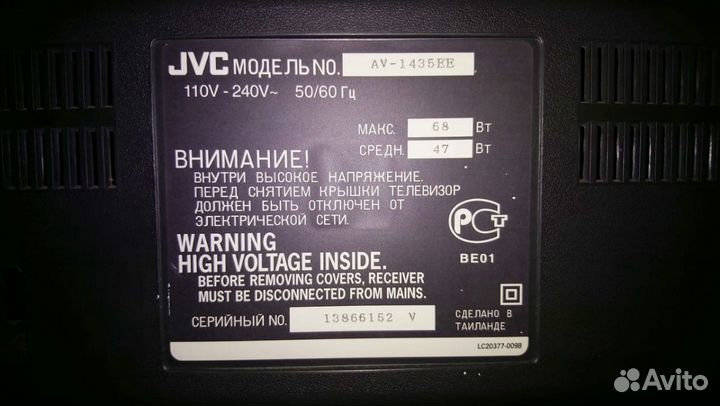 JVC МОДЕЛЬ NO. AV-1435EE
110V - 240V~ 50/60 Гц
МАКС. 68 Вт
СРЕДН. 47 Вт
ВНИМАНИЕ!
ВНУТРИ ВЫСОКОЕ НАПРЯЖЕНИЕ.
ПЕРЕД СНЯТИЕМ КРЫШКИ ТЕЛЕВИЗОР
ДОЛЖЕН БЫТЬ ОТКЛЮЧЕН ОТ
ЭЛЕКТРИЧЕСКОЙ СЕТИ.
РСТ
BE01
WARNING
HIGH VOLTAGE INSIDE.
BEFORE REMOVING COVERS, RECEIVER
MUST BE DISCONNECTED FROM MAINS.
СЕРИЙНЫЙ NO. 13866152 V
СДЕЛАНО В
ТАИЛАНДЕ
LC20377-009B
Avito